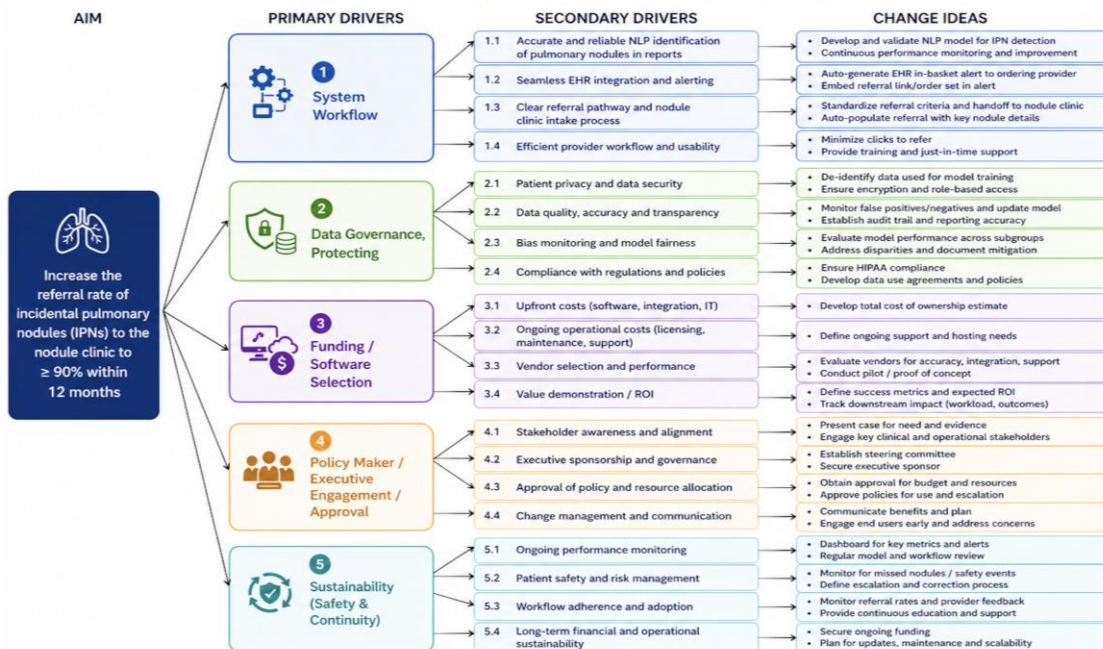 AIM
PRIMARY DRIVERS
SECONDARY DRIVERS
CHANGE IDEAS
Increase the
referral rate of
incidental pulmonary
nodules (IPNs) to the
nodule clinic to
≥ 90% within
12 months
1
System
Workflow
1.1 Accurate and reliable NLP identification
of pulmonary nodules in reports
• Develop and validate NLP model for IPN detection
• Continuous performance monitoring and improvement
1.2 Seamless EHR integration and alerting
• Auto-generate EHR in-basket alert to ordering provider
• Embed referral link/order set in alert
1.3 Clear referral pathway and nodule
clinic intake process
• Standardize referral criteria and handoff to nodule clinic
• Auto-populate referral with key nodule details
1.4 Efficient provider workflow and usability
• Minimize clicks to refer
• Provide training and just-in-time support
2
Data Governance,
Protecting
2.1 Patient privacy and data security
• De-identify data used for model training
• Ensure encryption and role-based access
2.2 Data quality, accuracy and transparency
• Monitor false positives/negatives and update model
• Establish audit trail and reporting accuracy
2.3 Bias monitoring and model fairness
• Evaluate model performance across subgroups
• Address disparities and document mitigation
2.4 Compliance with regulations and policies
• Ensure HIPAA compliance
• Develop data use agreements and policies
3
Funding /
Software
Selection
3.1 Upfront costs (software, integration, IT)
• Develop total cost of ownership estimate
3.2 Ongoing operational costs (licensing,
maintenance, support)
• Define ongoing support and hosting needs
3.3 Vendor selection and performance
• Evaluate vendors for accuracy, integration, support
• Conduct pilot / proof of concept
3.4 Value demonstration / ROI
• Define success metrics and expected ROI
• Track downstream impact (workload, outcomes)
4
Policy Maker /
Executive
Engagement /
Approval
4.1 Stakeholder awareness and alignment
• Present case for need and evidence
• Engage key clinical and operational stakeholders
4.2 Executive sponsorship and governance
• Establish steering committee
• Secure executive sponsor
4.3 Approval of policy and resource allocation
• Obtain approval for budget and resources
• Approve policies for use and escalation
4.4 Change management and communication
• Communicate benefits and plan
• Engage end users early and address concerns
5
Sustainability
(Safety &
Continuity)
5.1 Ongoing performance monitoring
• Dashboard for key metrics and alerts
• Regular model and workflow review
5.2 Patient safety and risk management
• Monitor for missed nodules / safety events
• Define escalation and correction process
5.3 Workflow adherence and adoption
• Monitor referral rates and provider feedback
• Provide continuous education and support
5.4 Long-term financial and operational
sustainability
• Secure ongoing funding
• Plan for updates, maintenance and scalability